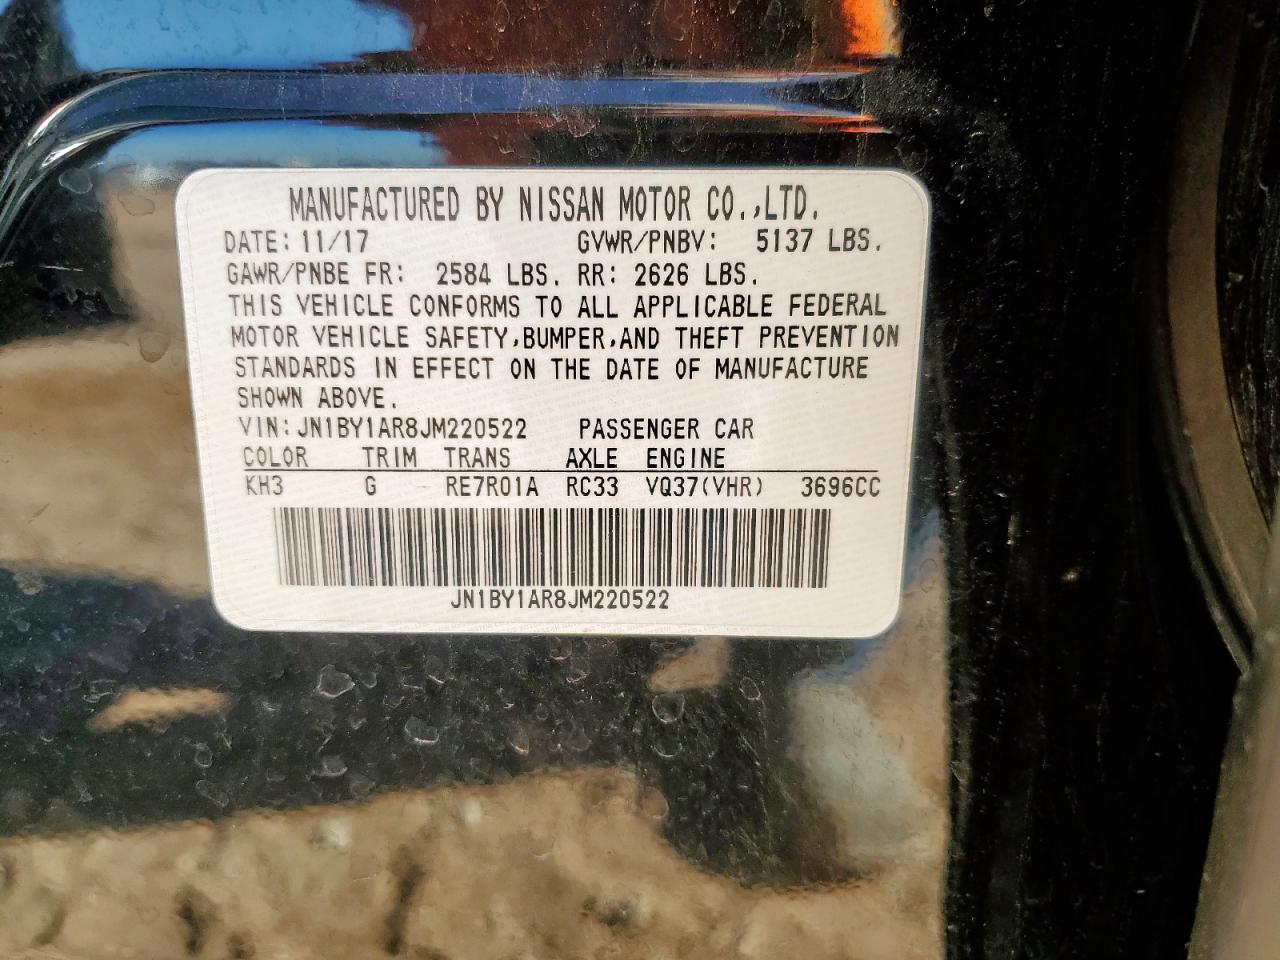 MANUFACTURED BY NISSAN MOTOR CO.,LTD.
DATE: 11/17 GVWR/PNBV: 5137 LBS.
GAWR/PNBE FR: 2584 LBS. RR: 2626 LBS.
THIS VEHICLE CONFORMS TO ALL APPLICABLE FEDERAL
MOTOR VEHICLE SAFETY,BUMPER,AND THEFT PREVENTION
STANDARDS IN EFFECT ON THE DATE OF MANUFACTURE
SHOWN ABOVE.
VIN: JN1BY1AR8JM220522 PASSENGER CAR
COLOR TRIM TRANS AXLE ENGINE
KH3 G RE7R01A RC33 VQ37(VHR) 3696CC
JN1BY1AR8JM220522